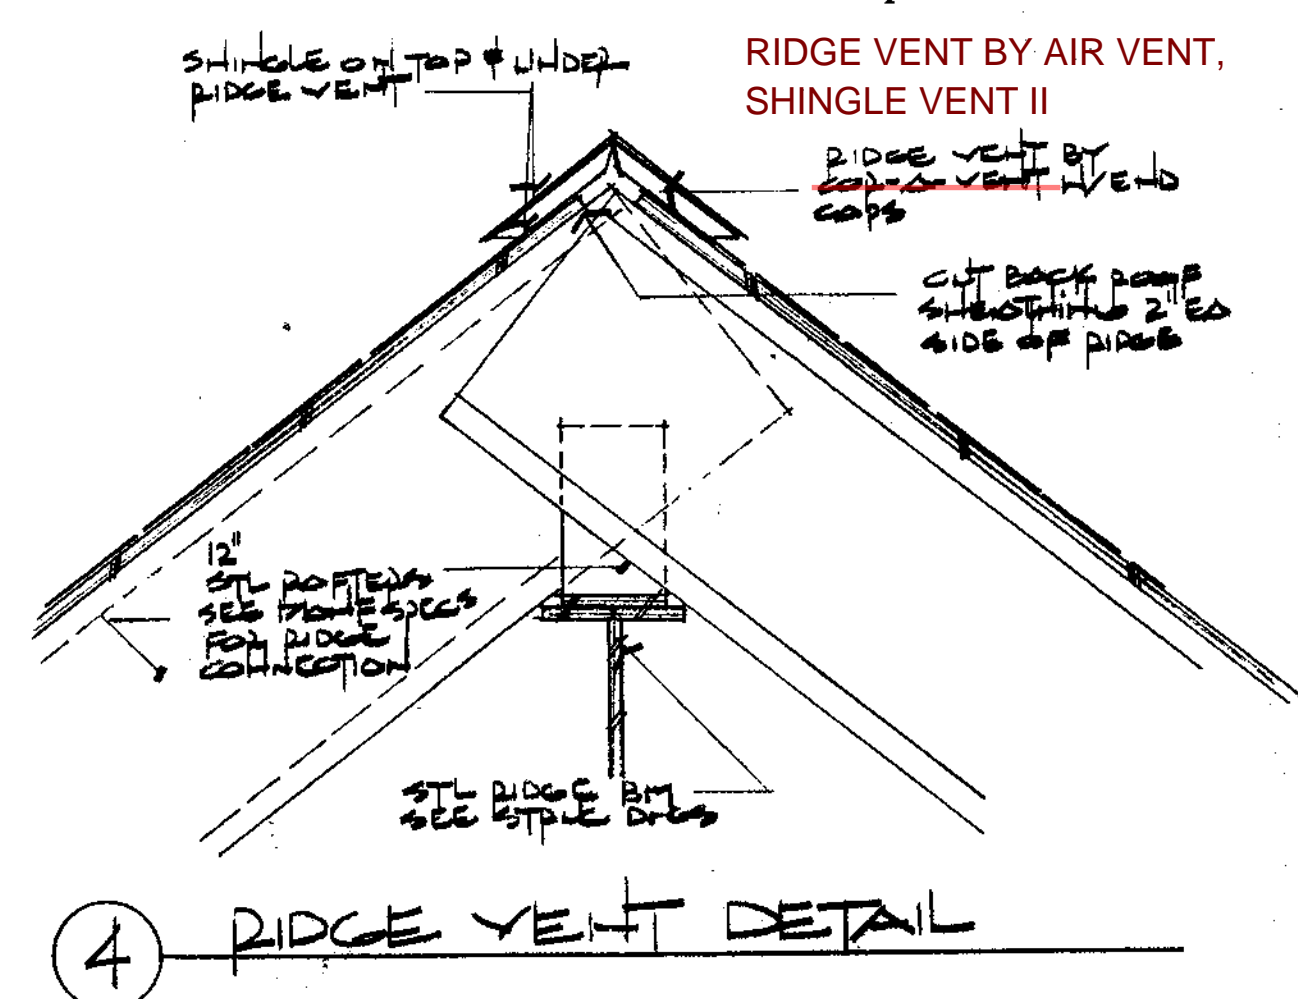 SHINGLE ON TOP & UNDER
RIDGE VENT
RIDGE VENT BY AIR VENT,
SHINGLE VENT II
RIDGE VENT BY
COR-A-VENT W/ END
CAPS
CUT BACK ROOF
SHEATHING 2" EA
SIDE OF RIDGE
12"
STL RAFTERS
SEE MANF SPECS
FOR RIDGE
CONNECTION
STL RIDGE BM
SEE STRUC DWGS
4 RIDGE VENT DETAIL